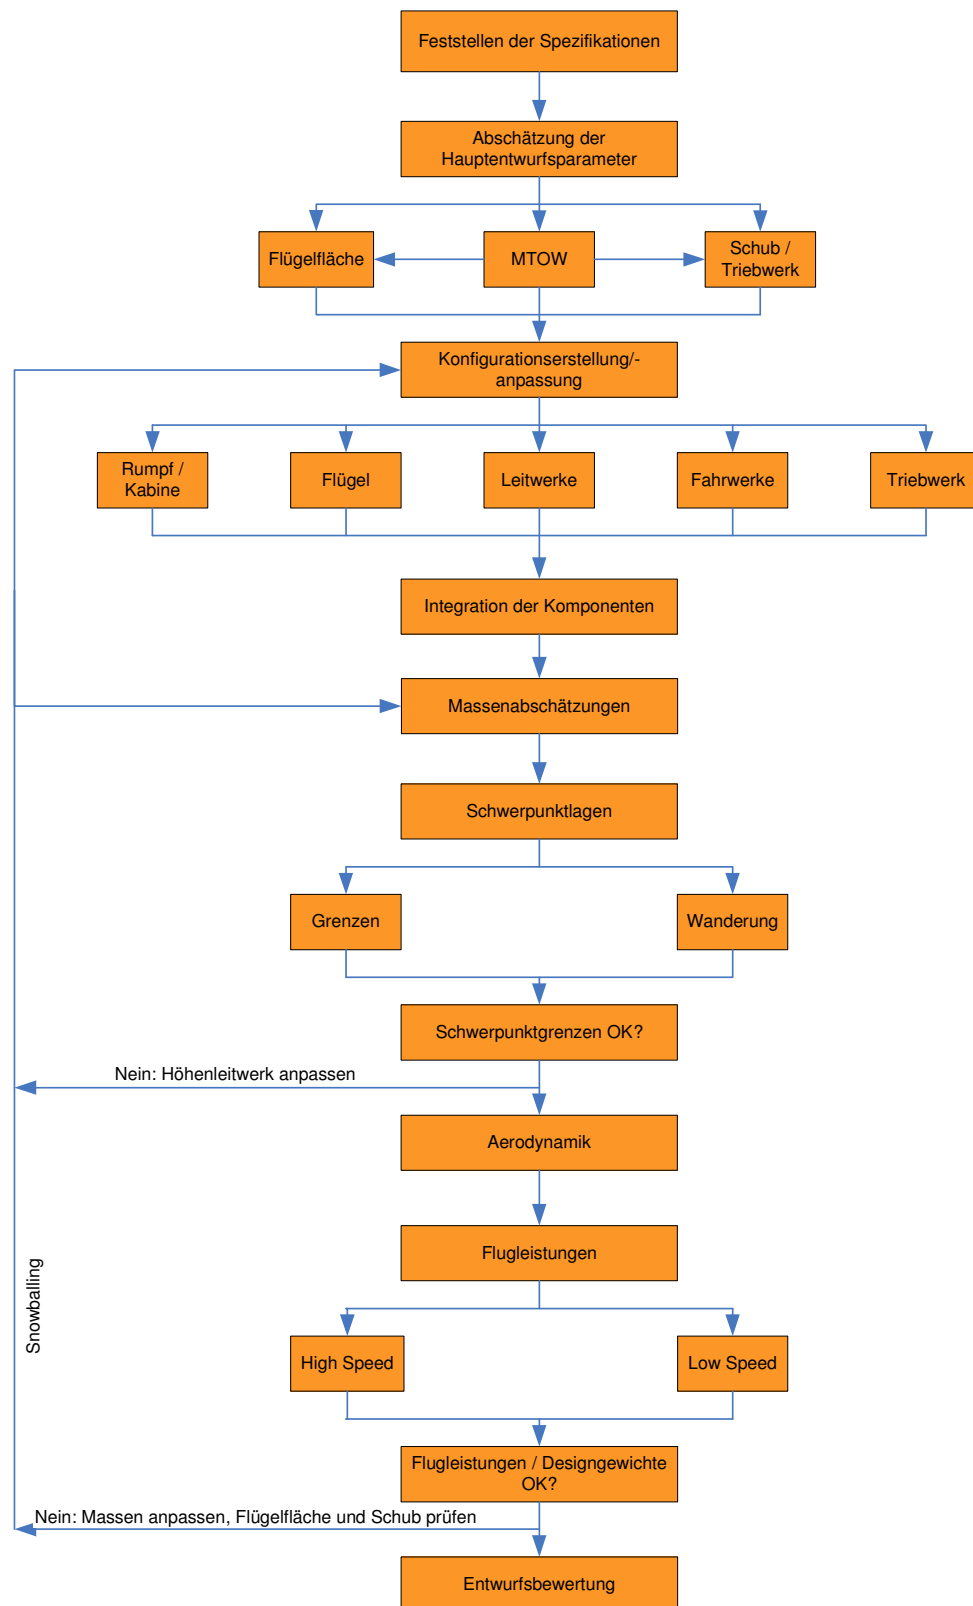 Feststellen der Spezifikationen
Abschätzung der
Hauptentwurfsparameter
Flügelfläche
MTOW
Schub /
Triebwerk
Konfigurationserstellung/-
anpassung
Rumpf /
Kabine
Flügel
Leitwerke
Fahrwerke
Triebwerk
Integration der Komponenten
Massenabschätzungen
Schwerpunktlagen
Grenzen
Wanderung
Schwerpunktgrenzen OK?
Nein: Höhenleitwerk anpassen
Aerodynamik
Flugleistungen
Snowballing
High Speed
Low Speed
Flugleistungen / Designgewichte
OK?
Nein: Massen anpassen, Flügelfläche und Schub prüfen
Entwurfsbewertung